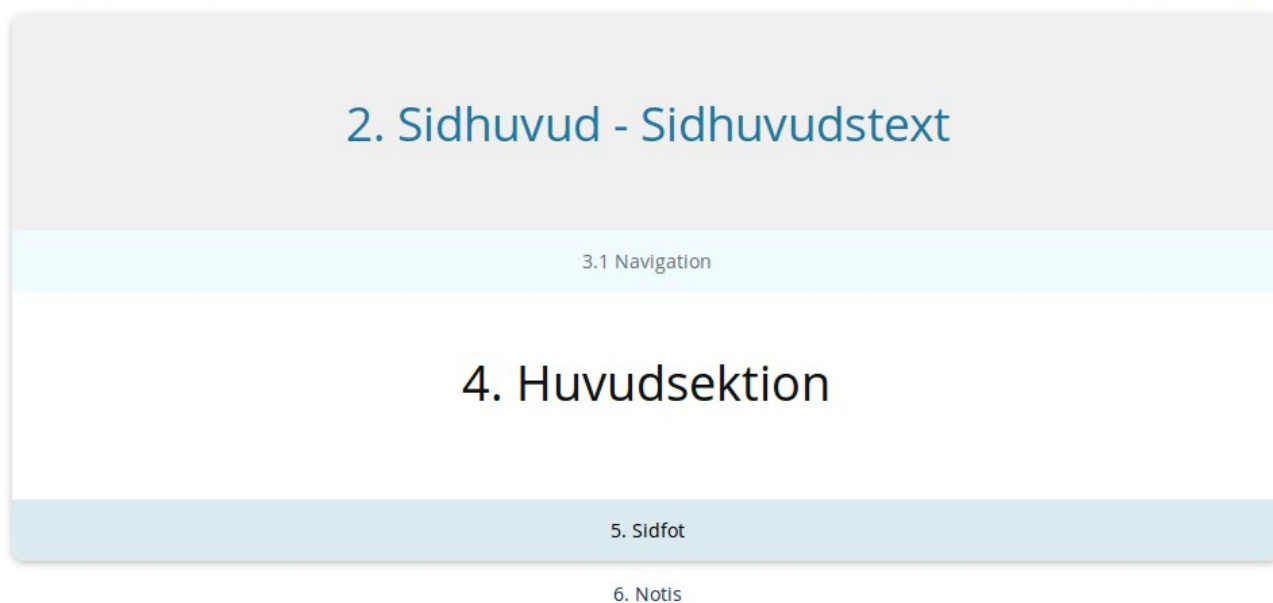 2. Sidhuvud - Sidhuvudstext
3.1 Navigation
4. Huvudsektion
5. Sidfot
6. Notis